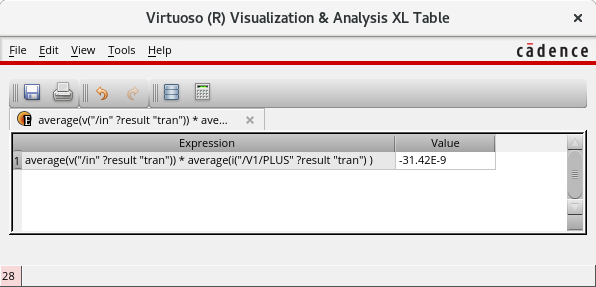 Virtuoso (R) Visualization & Analysis XL Table
File Edit View Tools Help
cādence
average(v("/in" ?result "tran")) * ave...
Expression Value
1 average(v("/in" ?result "tran")) * average(i("/V1/PLUS" ?result "tran") ) -31.42E-9
28